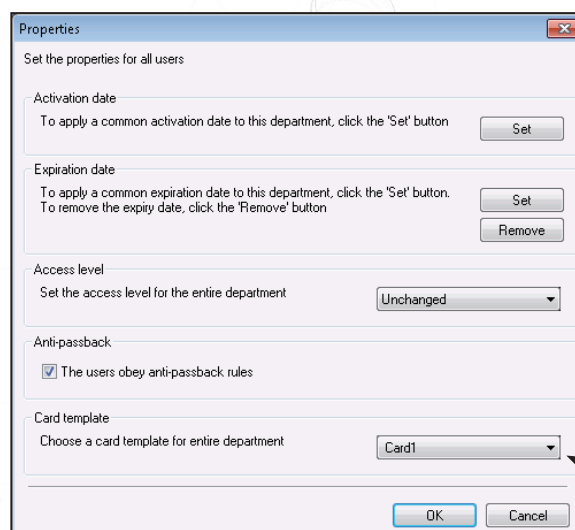 Properties
Set the properties for all users
Activation date
To apply a common activation date to this department, click the 'Set' button
Set
Expiration date
To apply a common expiration date to this department, click the 'Set' button.
To remove the expiry date, click the 'Remove' button
Set
Remove
Access level
Set the access level for the entire department
Unchanged
Anti-passback
The users obey anti-passback rules
Card template
Choose a card template for entire department
Card1
OK
Cancel